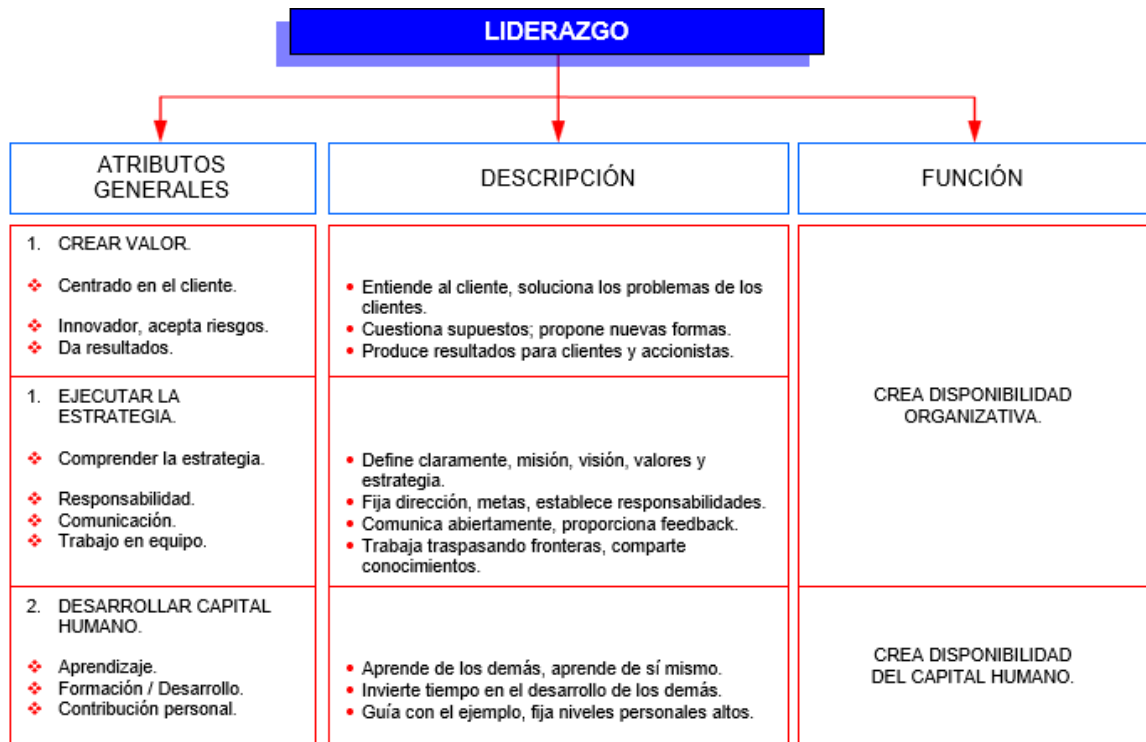 LIDERAZGO
ATRIBUTOS
GENERALES
DESCRIPCIÓN
FUNCIÓN
1. CREAR VALOR.
Centrado en el cliente.
Innovador, acepta riesgos.
Da resultados.
• Entiende al cliente, soluciona los problemas de los
clientes.
• Cuestiona supuestos; propone nuevas formas.
• Produce resultados para clientes y accionistas.
CREA DISPONIBILIDAD
ORGANIZATIVA.
1. EJECUTAR LA
ESTRATEGIA.
Comprender la estrategia.
Responsabilidad.
Comunicación.
Trabajo en equipo.
• Define claramente, misión, visión, valores y
estrategia.
• Fija dirección, metas, establece responsabilidades.
• Comunica abiertamente, proporciona feedback.
• Trabaja traspasando fronteras, comparte
conocimientos.
2. DESARROLLAR CAPITAL
HUMANO.
Aprendizaje.
Formación / Desarrollo.
Contribución personal.
• Aprende de los demás, aprende de sí mismo.
• Invierte tiempo en el desarrollo de los demás.
• Guía con el ejemplo, fija niveles personales altos.
CREA DISPONIBILIDAD
DEL CAPITAL HUMANO.